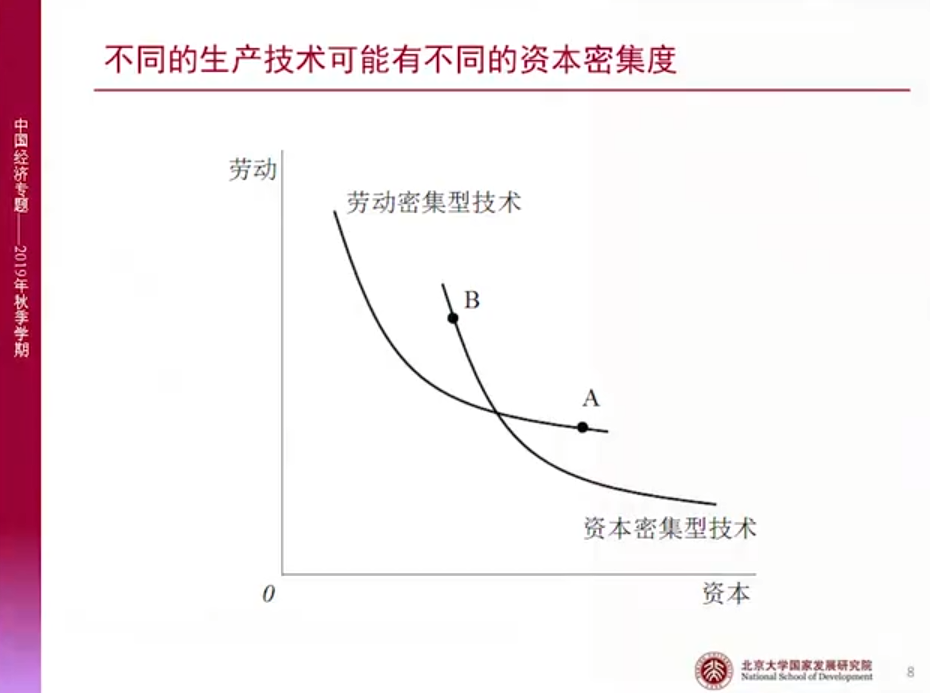 不同的生产技术可能有不同的资本密集度
中国经济专题——2019年秋季学期
劳动
劳动密集型技术
B
A
资本密集型技术
0
资本
北京大学国家发展研究院
National School of Development
8